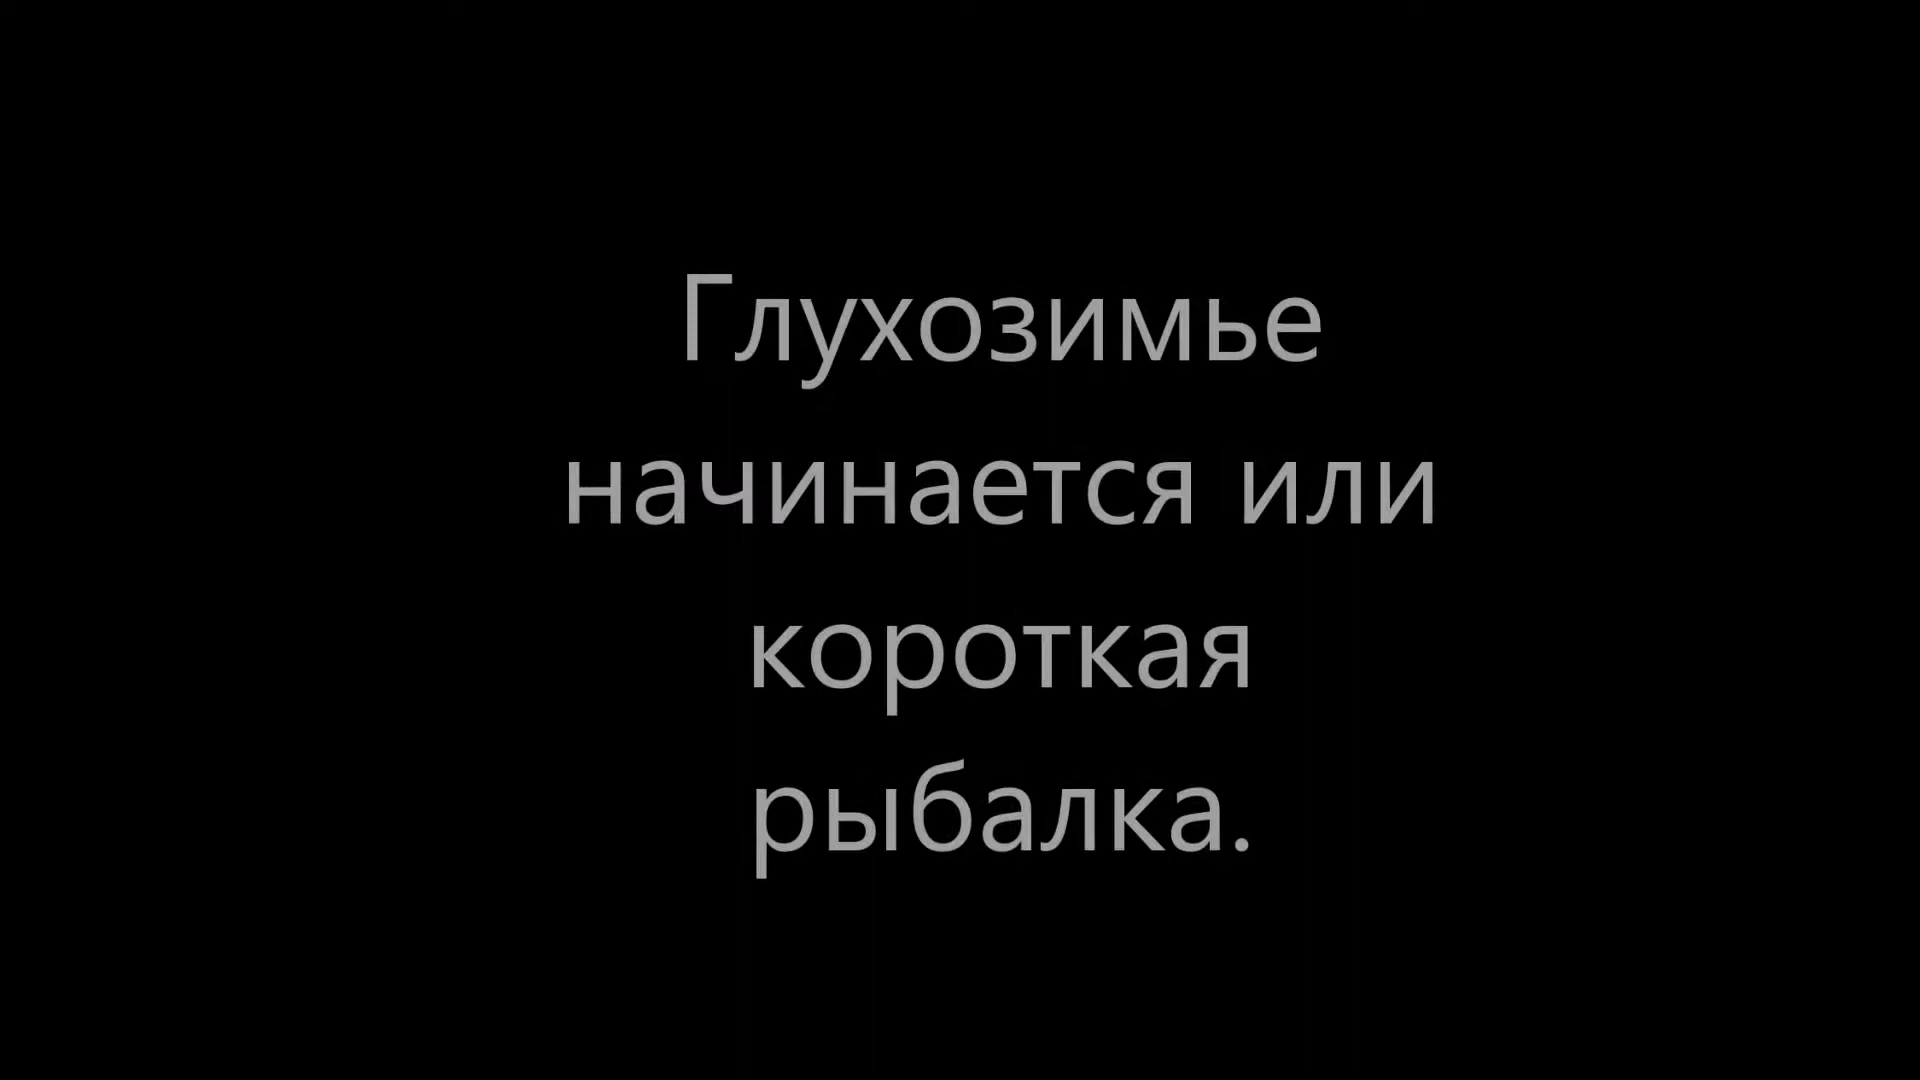 Глухозимье
начинается или
короткая
рыбалка.